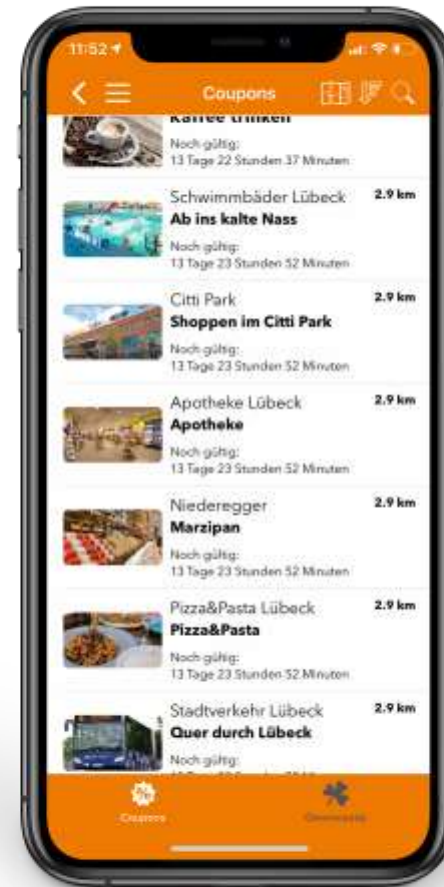 11:52
Coupons
Kaffee trinken
Noch gültig:
13 Tage 22 Stunden 37 Minuten
Schwimmbäder Lübeck
2.9 km
Ab ins kalte Nass
Noch gültig:
13 Tage 23 Stunden 52 Minuten
Citti Park
2.9 km
Shoppen im Citti Park
Noch gültig:
13 Tage 23 Stunden 52 Minuten
Apotheke Lübeck
2.9 km
Apotheke
Noch gültig:
13 Tage 23 Stunden 52 Minuten
Niederegger
2.9 km
Marzipan
Noch gültig:
13 Tage 23 Stunden 52 Minuten
Pizza&Pasta Lübeck
2.9 km
Pizza&Pasta
Noch gültig:
13 Tage 23 Stunden 52 Minuten
Stadtverkehr Lübeck
2.9 km
Quer durch Lübeck
Noch gültig:
%
Coupons